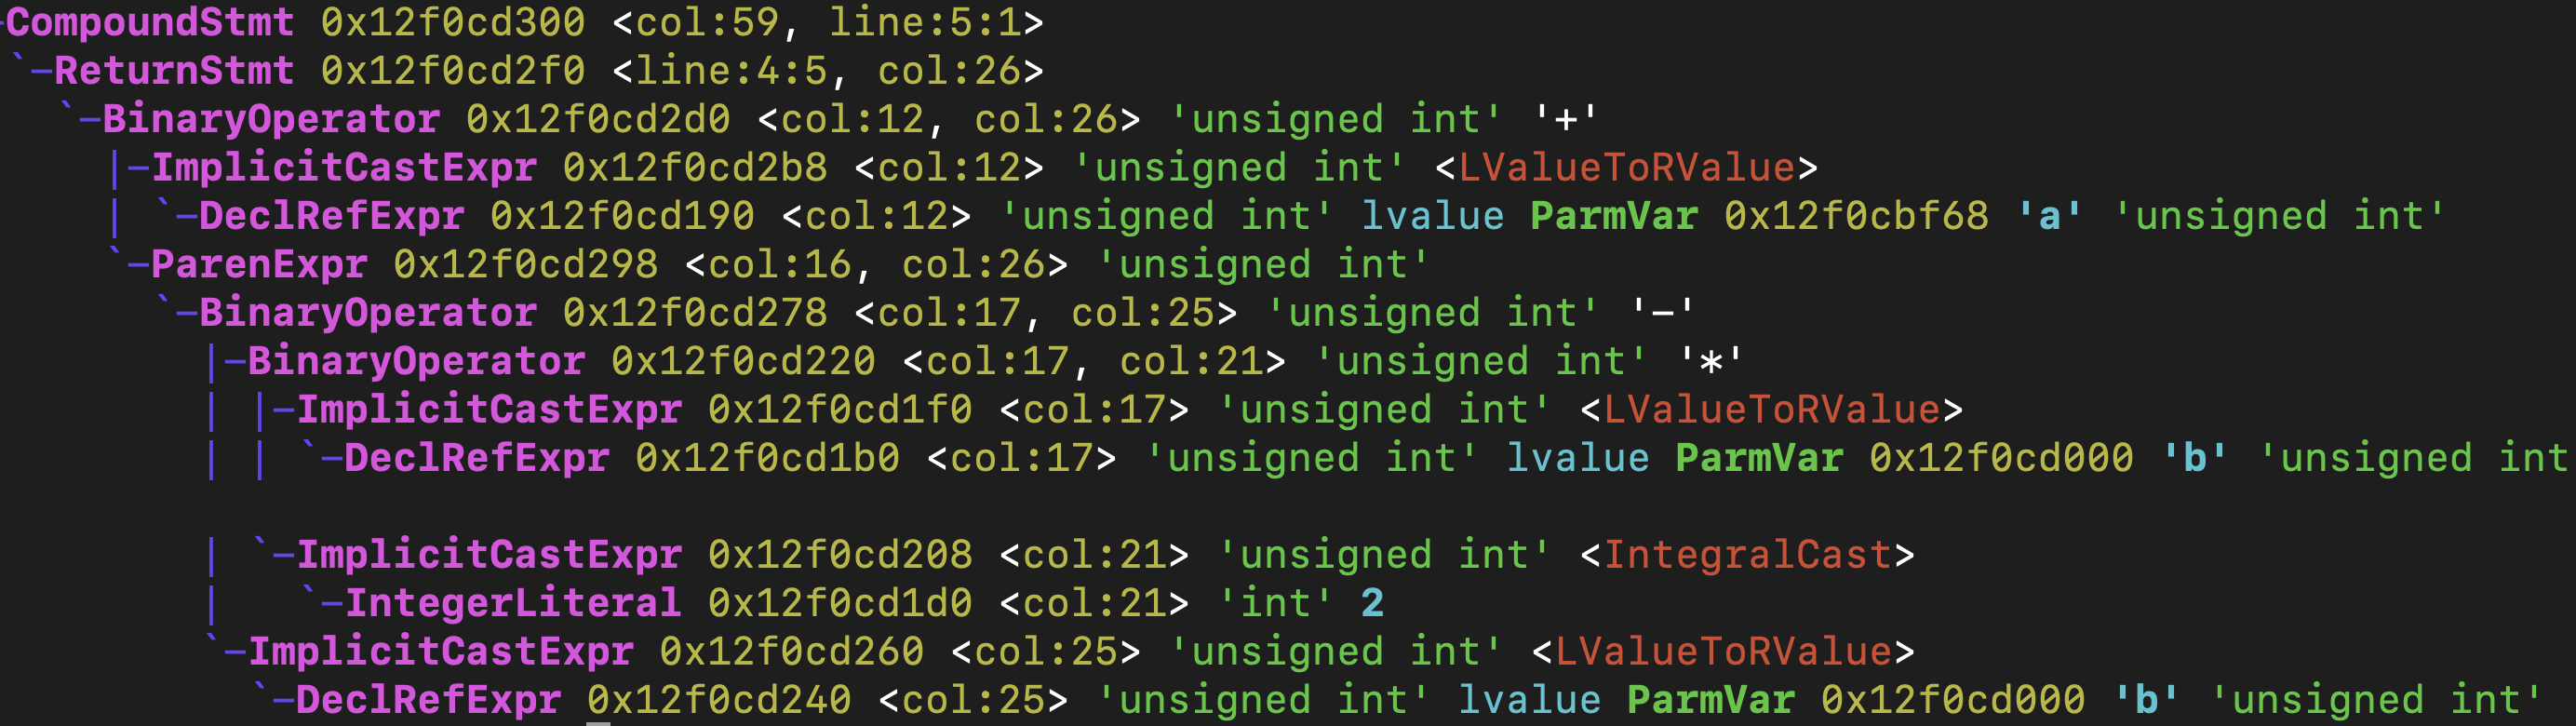 -CompoundStmt 0x12f0cd300 <col:59, line:5:1>
`-ReturnStmt 0x12f0cd2f0 <line:4:5, col:26>
  `-BinaryOperator 0x12f0cd2d0 <col:12, col:26> 'unsigned int' '+'
    |-ImplicitCastExpr 0x12f0cd2b8 <col:12> 'unsigned int' <LValueToRValue>
    | `-DeclRefExpr 0x12f0cd190 <col:12> 'unsigned int' lvalue ParmVar 0x12f0cbf68 'a' 'unsigned int'
    `-ParenExpr 0x12f0cd298 <col:16, col:26> 'unsigned int'
      `-BinaryOperator 0x12f0cd278 <col:17, col:25> 'unsigned int' '-'
        |-BinaryOperator 0x12f0cd220 <col:17, col:21> 'unsigned int' '*'
        | |-ImplicitCastExpr 0x12f0cd1f0 <col:17> 'unsigned int' <LValueToRValue>
        | | `-DeclRefExpr 0x12f0cd1b0 <col:17> 'unsigned int' lvalue ParmVar 0x12f0cd000 'b' 'unsigned int
        | `-ImplicitCastExpr 0x12f0cd208 <col:21> 'unsigned int' <IntegralCast>
        |   `-IntegerLiteral 0x12f0cd1d0 <col:21> 'int' 2
        `-ImplicitCastExpr 0x12f0cd260 <col:25> 'unsigned int' <LValueToRValue>
          `-DeclRefExpr 0x12f0cd240 <col:25> 'unsigned int' lvalue ParmVar 0x12f0cd000 'b' 'unsigned int'